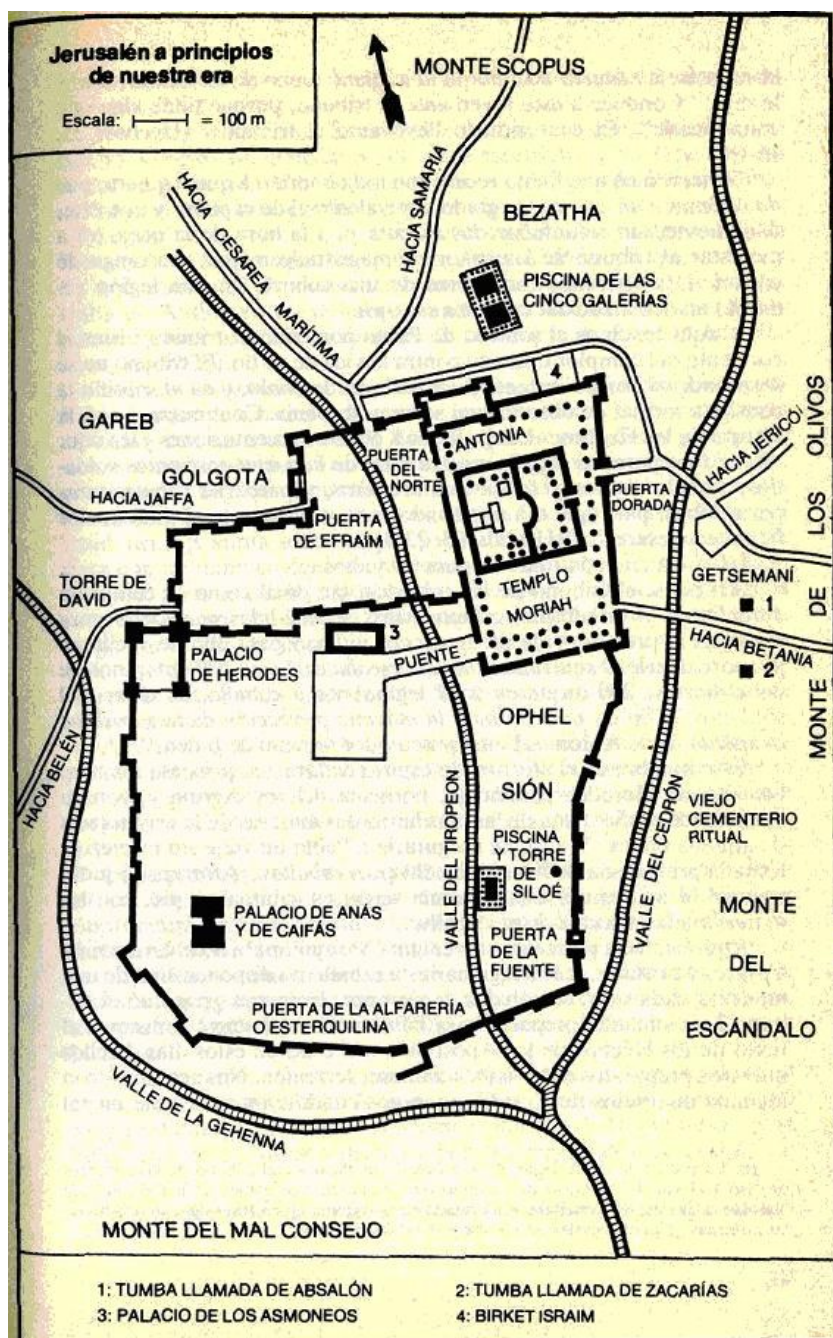 Jerusalén a principios
de nuestra era
Escala: = 100 m
MONTE SCOPUS
HACIA CESAREA MARÍTIMA
HACIA SAMARIA
BEZATHA
PISCINA DE LAS
CINCO GALERÍAS
GAREB
4
ANTONIA
GÓLGOTA
PUERTA
DEL
NORTE
HACIA JERICÓ
HACIA JAFFA
PUERTA
DORADA
PUERTA
DE EFRAÍM
MONTE DE LOS OLIVOS
TORRE DE
DAVID
TEMPLO
MORIAH
GETSEMANÍ
1
3
PALACIO
DE HERODES
PUENTE
HACIA BETANIA
2
OPHEL
HACIA BELÉN
SIÓN
VALLE DEL TIROPEON
VALLE DEL CEDRÓN
VIEJO
CEMENTERIO
RITUAL
PISCINA
Y TORRE
DE
SILOÉ
PALACIO DE ANÁS
Y DE CAIFÁS
PUERTA
DE LA
FUENTE
MONTE
DEL
ESCÁNDALO
PUERTA DE LA ALFARERÍA
O ESTERQUILINA
VALLE DE LA GEHENNA
MONTE DEL MAL CONSEJO
1: TUMBA LLAMADA DE ABSALÓN
2: TUMBA LLAMADA DE ZACARÍAS
3: PALACIO DE LOS ASMONEOS
4: BIRKET ISRAIM